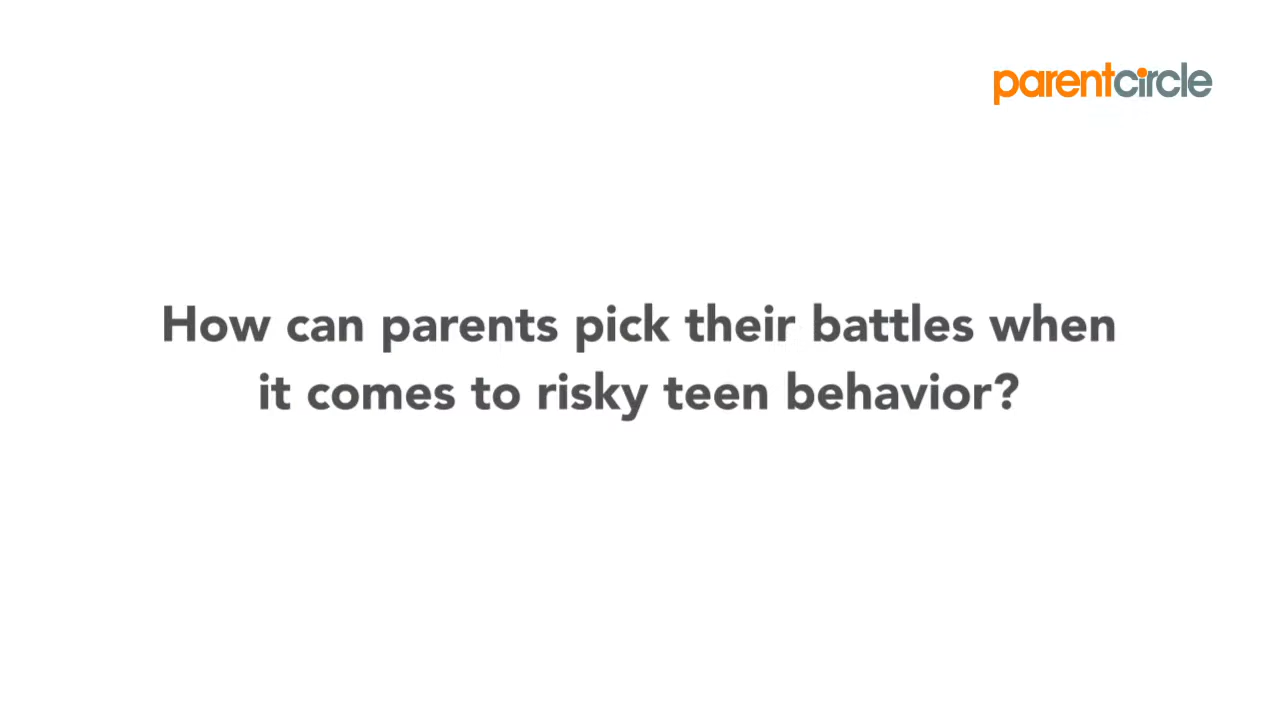 parentcircle
How can parents pick their battles when
it comes to risky teen behavior?